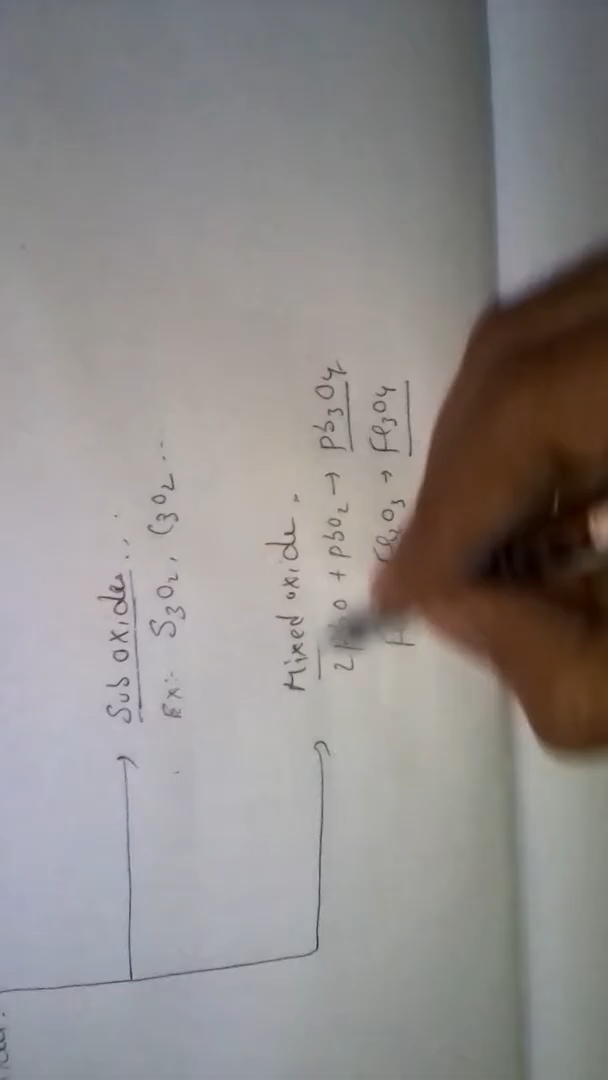 Sub oxides...
Ex:- S3O2, C3O2...
Mixed oxide.
2PbO + PbO2 → Pb3O4
Fe2O3 → Fe3O4